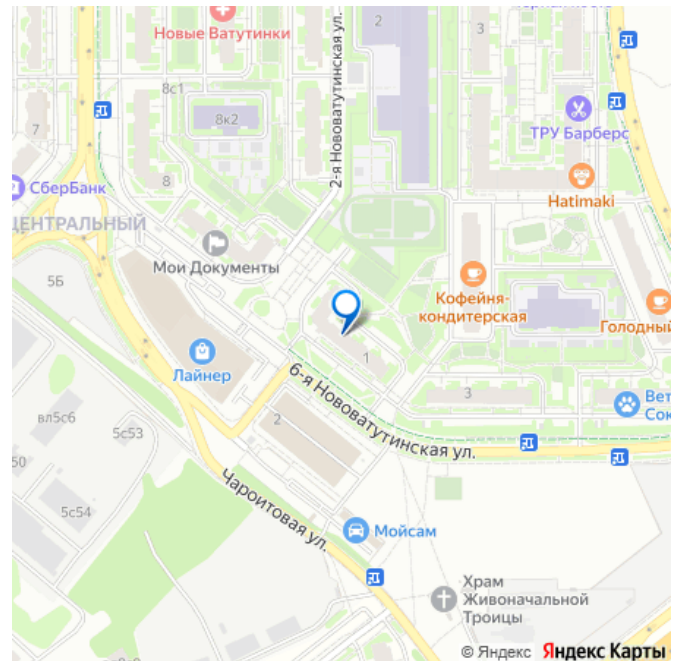 Новые Ватутинки
2-я Нововатутинская ул.
2
3
8с1
8к2
ТРУ Барберс
7
СберБанк
8
Hatimaki
ЦЕНТРАЛЬНЫЙ
Мои Документы
5Б
Кофейня-
кондитерская
Голодный
Лайнер
1
6-я Нововатутинская ул.
3
Вет
Сок
вл5с6
5с53
2
50
5с54
Чароитовая ул.
Мойсам
Храм
Живоначальной
Троицы
© Яндекс Яндекс Карты